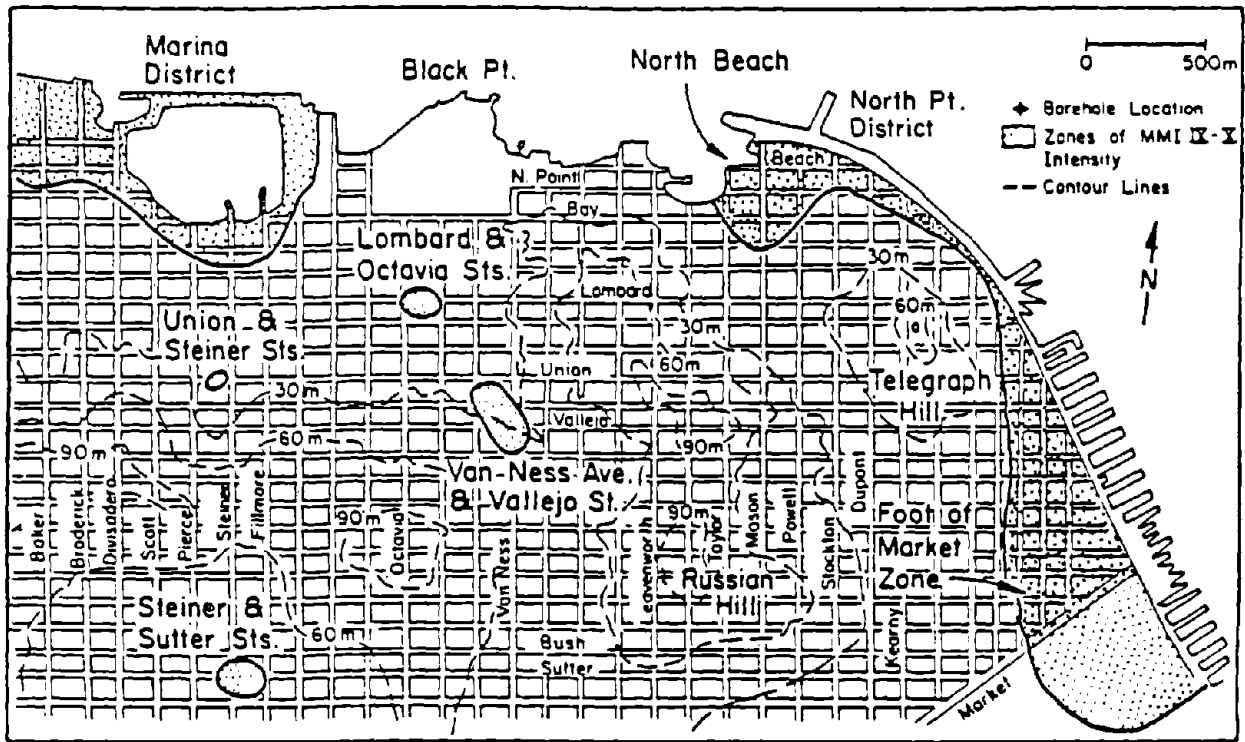 Marina
District
Black Pt.
North Beach
0 500m
North Pt.
District
Borehole Location
Zones of MMI IX-X
Intensity
Contour Lines
N
Beach
N. Point
Bay
Lombard &
Octavia Sts.
Lombard
30m
60m
Union &
Steiner Sts.
30m
60m
Union
Telegraph
Hill
30m
Vallejo
60m
90m
90m
Van-Ness Ave.
& Vallejo St.
Baker
Broderick
Divisadero
Scott
Pierce
Steiner
Fillmore
90m
Octavia
Van Ness
Leavenworth
90m
Taylor
Mason
Powell
Stockton
Dupont
Foot of
Market
Zone
Russian
Hill
Steiner &
Sutter Sts.
60m
Bush
Sutter
Kearny
Market